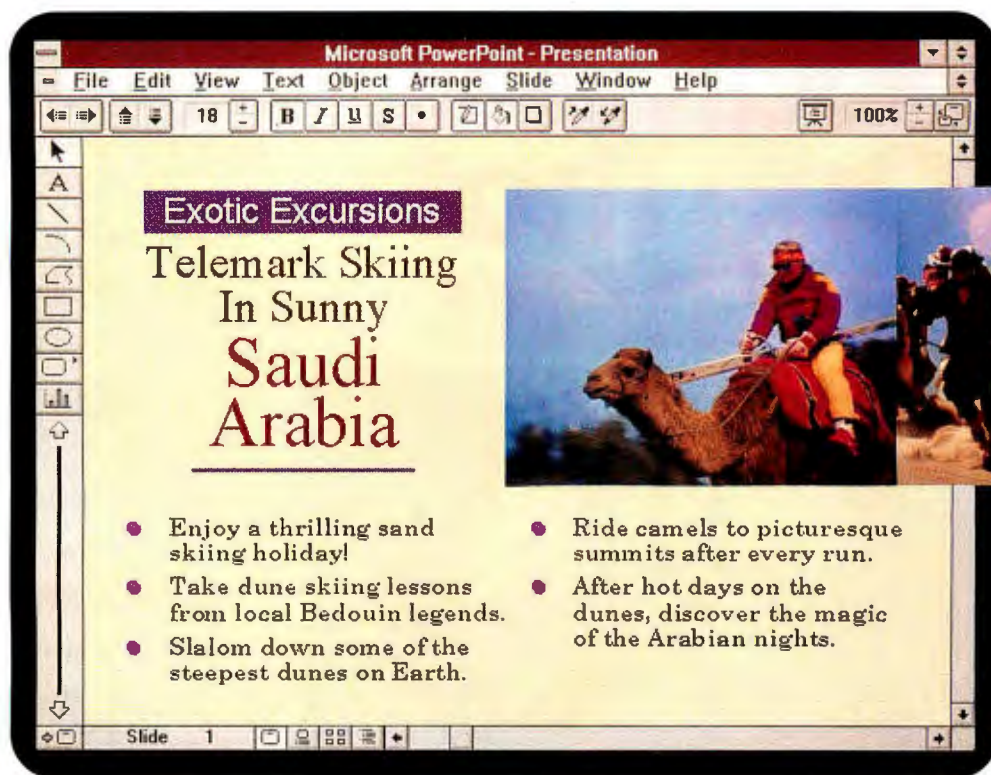 Microsoft PowerPoint - Presentation
File Edit View Text Object Arrange Slide Window Help
18 + - B I U S • 100% + -
A
Exotic Excursions
Telemark Skiing
In Sunny
Saudi
Arabia
Enjoy a thrilling sand
skiing holiday!
Take dune skiing lessons
from local Bedouin legends.
Slalom down some of the
steepest dunes on Earth.
Ride camels to picturesque
summits after every run.
After hot days on the
dunes, discover the magic
of the Arabian nights.
Slide 1